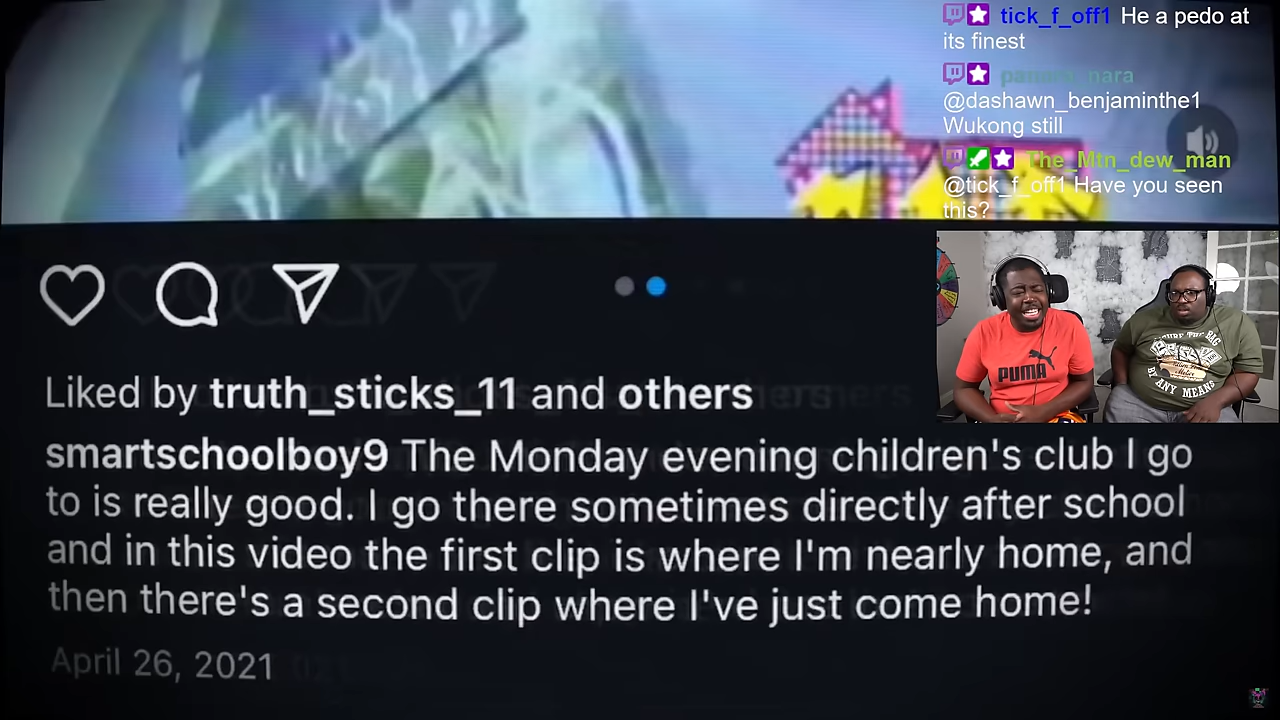 tick_f_off1 He a pedo at
its finest
@dashawn_benjaminthe1
Wukong still
The_Mtn_dew_man
@tick_f_off1 Have you seen
this?
PUMA
BY ANY MEANS
Liked by truth_sticks_11 and others
smartschoolboy9 The Monday evening children's club I go
to is really good. I go there sometimes directly after school
and in this video the first clip is where I'm nearly home, and
then there's a second clip where I've just come home!
April 26, 2021